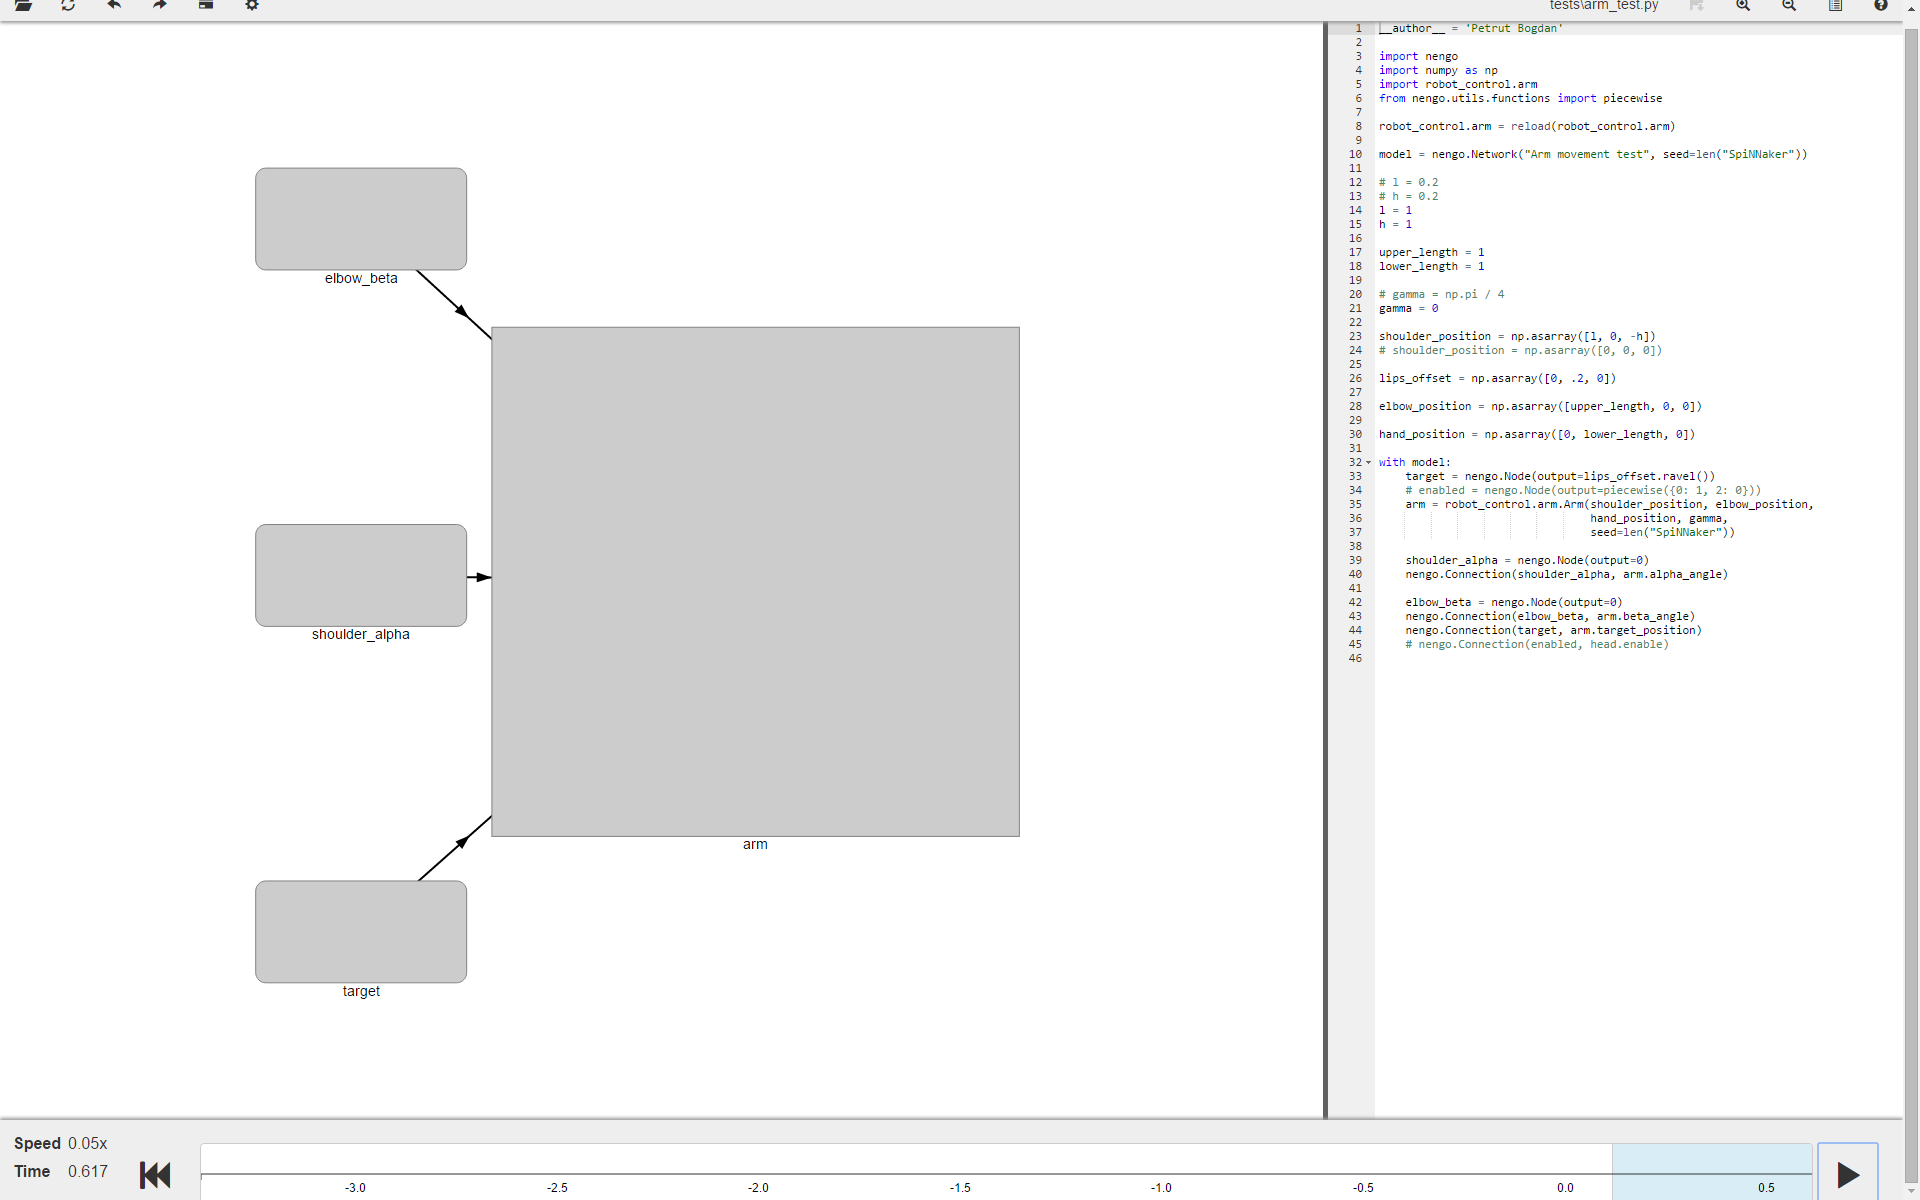 tests\arm_test.py
elbow_beta
shoulder_alpha
target
arm
1 __author__ = 'Petrut Bogdan'
2
3 import nengo
4 import numpy as np
5 import robot_control.arm
6 from nengo.utils.functions import piecewise
7
8 robot_control.arm = reload(robot_control.arm)
9
10 model = nengo.Network("Arm movement test", seed=len("SpiNNaker"))
11
12 # l = 0.2
13 # h = 0.2
14 l = 1
15 h = 1
16
17 upper_length = 1
18 lower_length = 1
19
20 # gamma = np.pi / 4
21 gamma = 0
22
23 shoulder_position = np.asarray([l, 0, -h])
24 # shoulder_position = np.asarray([0, 0, 0])
25
26 lips_offset = np.asarray([0, .2, 0])
27
28 elbow_position = np.asarray([upper_length, 0, 0])
29
30 hand_position = np.asarray([0, lower_length, 0])
31
32 with model:
33     target = nengo.Node(output=lips_offset.ravel())
34     # enabled = nengo.Node(output=piecewise({0: 1, 2: 0}))
35     arm = robot_control.arm.Arm(shoulder_position, elbow_position,
36                                 hand_position, gamma,
37                                 seed=len("SpiNNaker"))
38
39     shoulder_alpha = nengo.Node(output=0)
40     nengo.Connection(shoulder_alpha, arm.alpha_angle)
41
42     elbow_beta = nengo.Node(output=0)
43     nengo.Connection(elbow_beta, arm.beta_angle)
44     nengo.Connection(target, arm.target_position)
45     # nengo.Connection(enabled, head.enable)
46
Speed 0.05x
Time 0.617
-3.0 -2.5 -2.0 -1.5 -1.0 -0.5 0.0 0.5